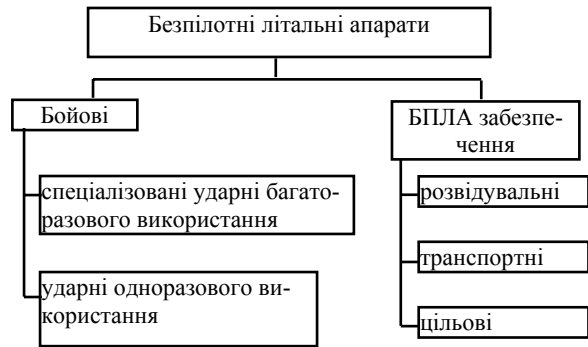 Безпілотні літальні апарати
Бойові
спеціалізовані ударні багато-
разового використання
ударні одноразового ви-
користання
БПЛА забезпе-
чення
розвідувальні
транспортні
цільові